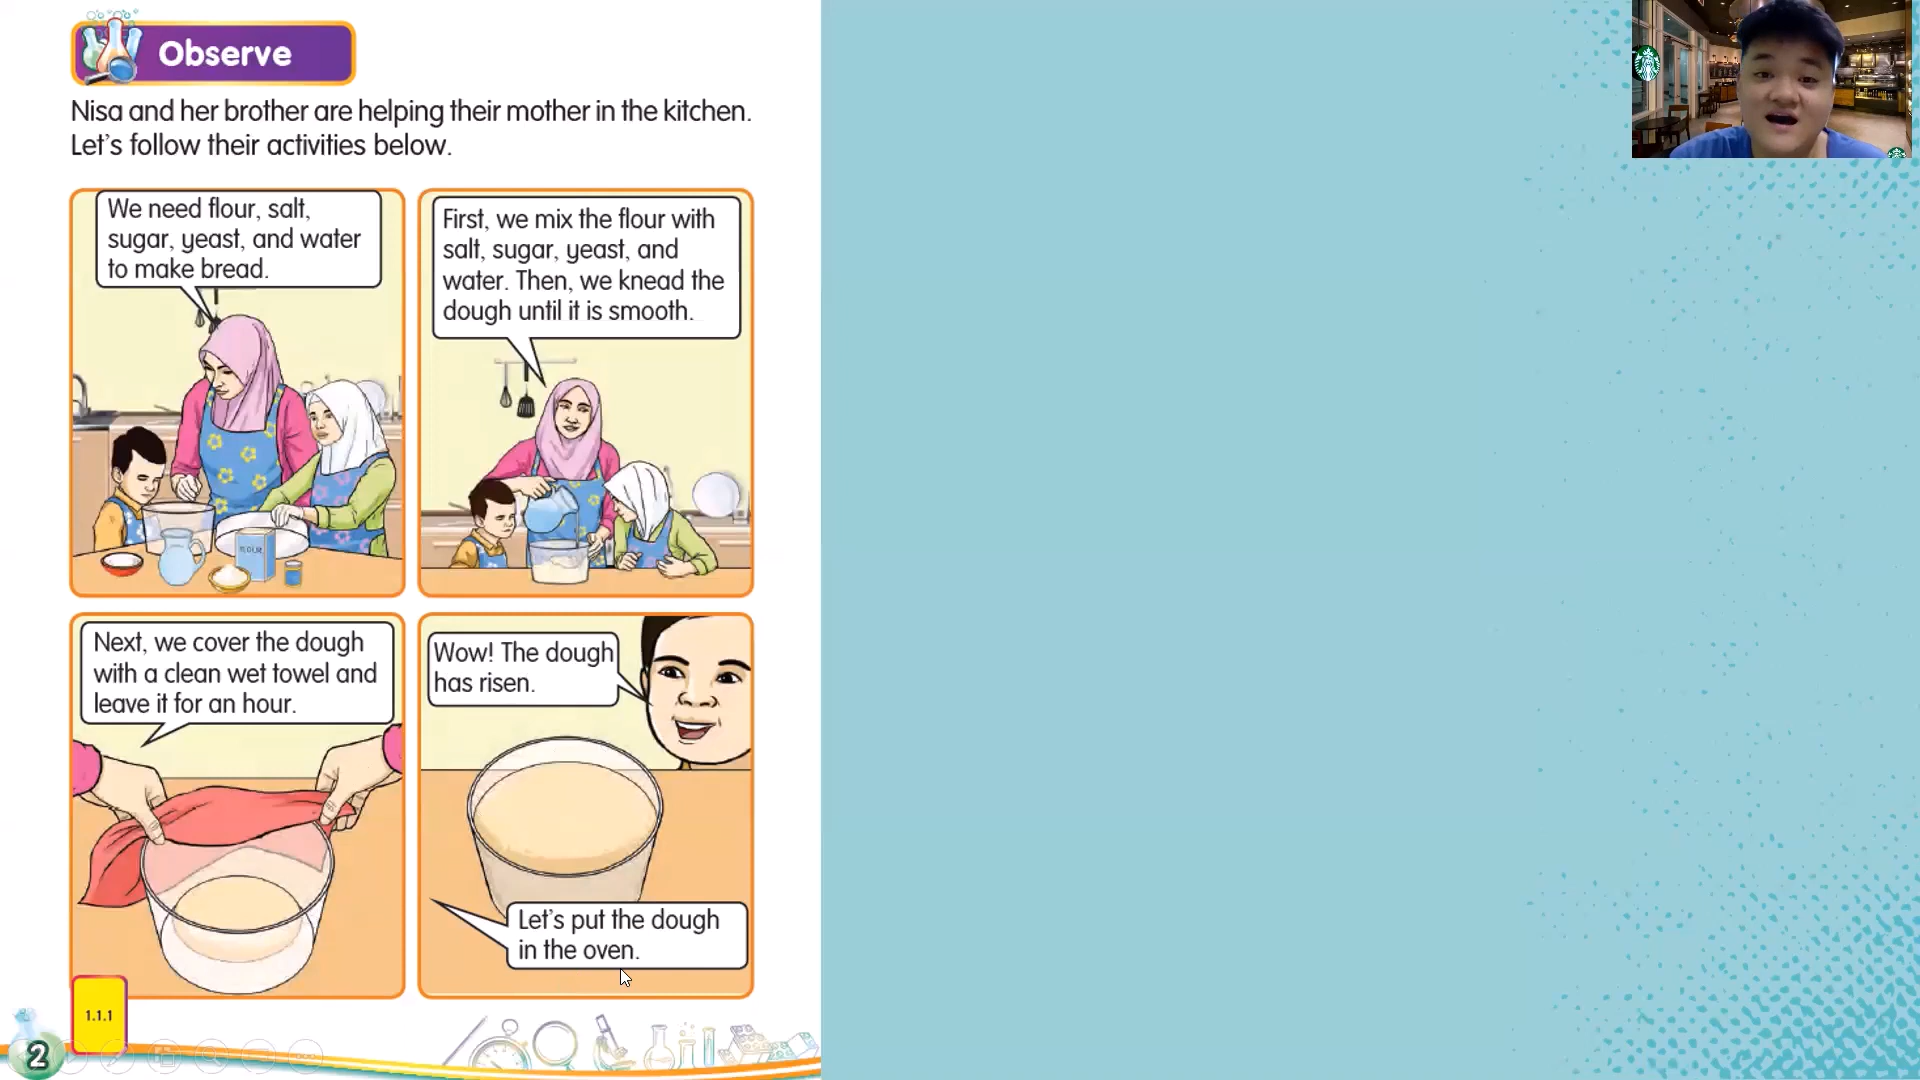 Observe
Nisa and her brother are helping their mother in the kitchen.
Let's follow their activities below.
We need flour, salt,
sugar, yeast, and water
to make bread.
First, we mix the flour with
salt, sugar, yeast, and
water. Then, we knead the
dough until it is smooth.
FLOUR
Next, we cover the dough
with a clean wet towel and
leave it for an hour.
Wow! The dough
has risen.
Let's put the dough
in the oven.
1.1.1
2